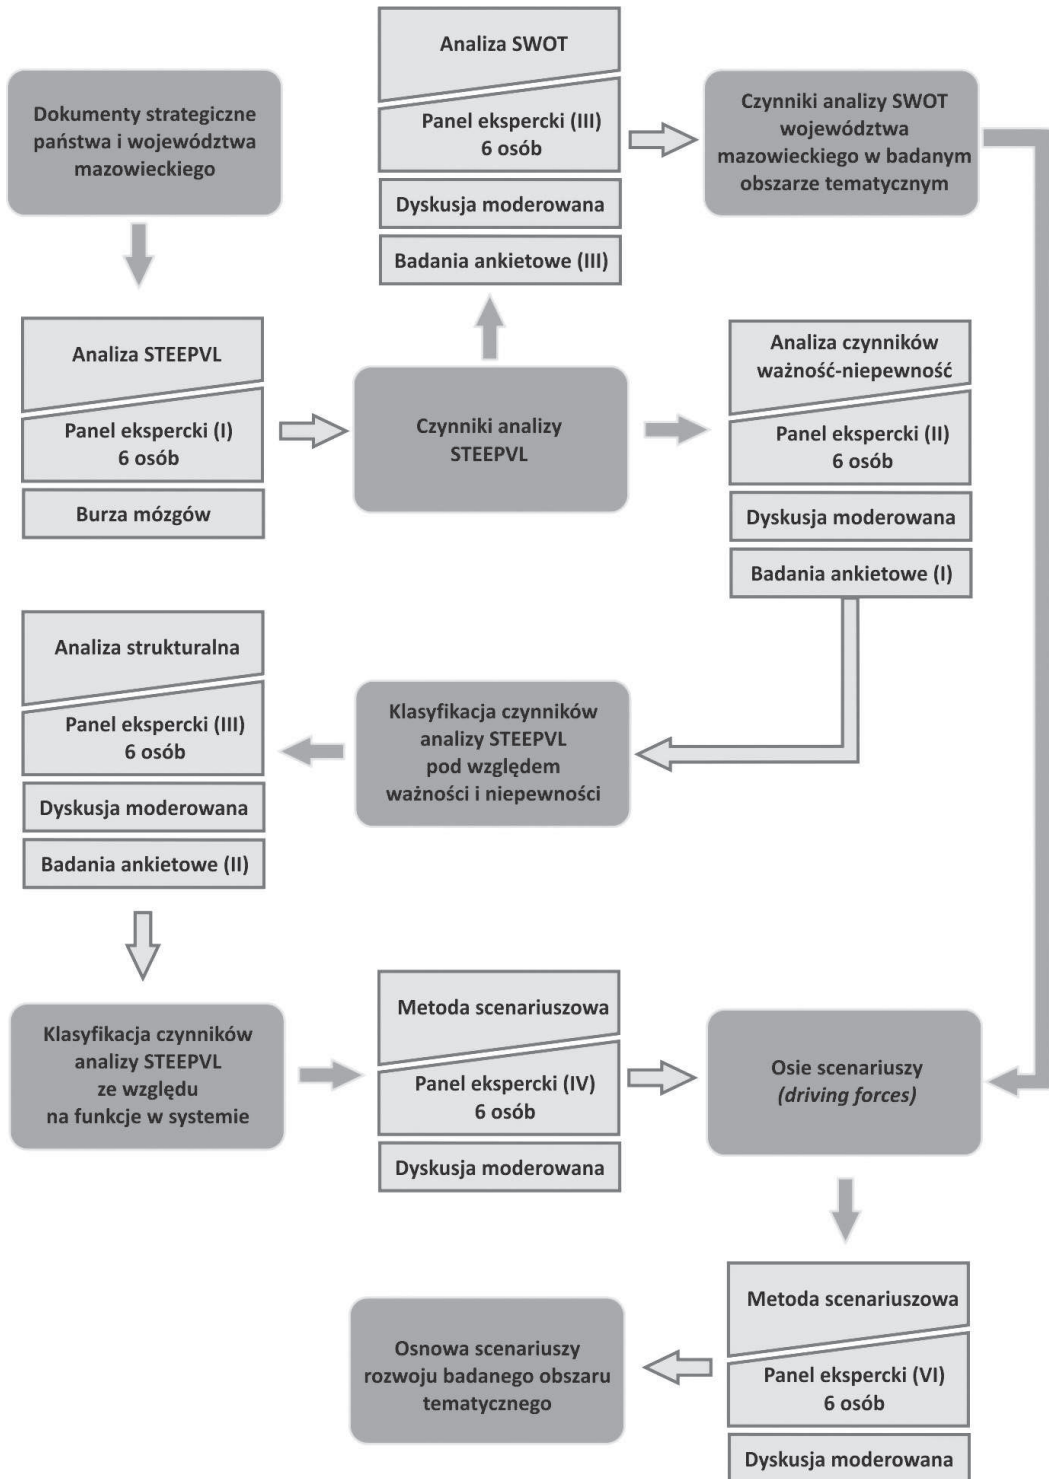 Analiza SWOT
Panel ekspercki (III)
6 osób
Dyskusja moderowana
Badania ankietowe (III)
Dokumenty strategiczne
państwa i województwa
mazowieckiego
Czynniki analizy SWOT
województwa
mazowieckiego w badanym
obszarze tematycznym
Analiza STEEPVL
Panel ekspercki (I)
6 osób
Burza mózgów
Czynniki analizy
STEEPVL
Analiza czynników
ważność-niepewność
Panel ekspercki (II)
6 osób
Dyskusja moderowana
Badania ankietowe (I)
Analiza strukturalna
Panel ekspercki (III)
6 osób
Dyskusja moderowana
Badania ankietowe (II)
Klasyfikacja czynników
analizy STEEPVL
pod względem
ważności i niepewności
Klasyfikacja czynników
analizy STEEPVL
ze względu
na funkcje w systemie
Metoda scenariuszowa
Panel ekspercki (IV)
6 osób
Dyskusja moderowana
Osie scenariuszy
(driving forces)
Metoda scenariuszowa
Panel ekspercki (VI)
6 osób
Dyskusja moderowana
Osnowa scenariuszy
rozwoju badanego obszaru
tematycznego